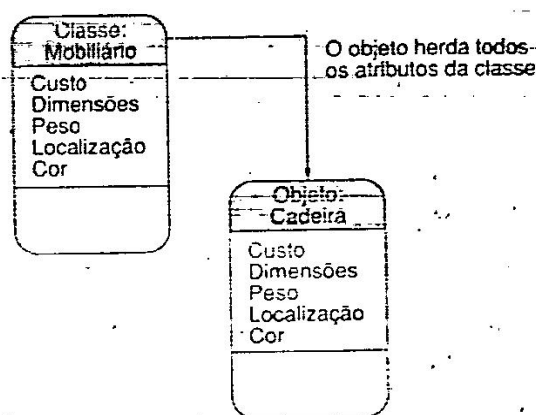 Classe:
Mobiliário
Custo
Dimensões
Peso
Localização
Cor
O objeto herda todos
os atributos da classe
Objeto:
Cadeira
Custo
Dimensões
Peso
Localização
Cor